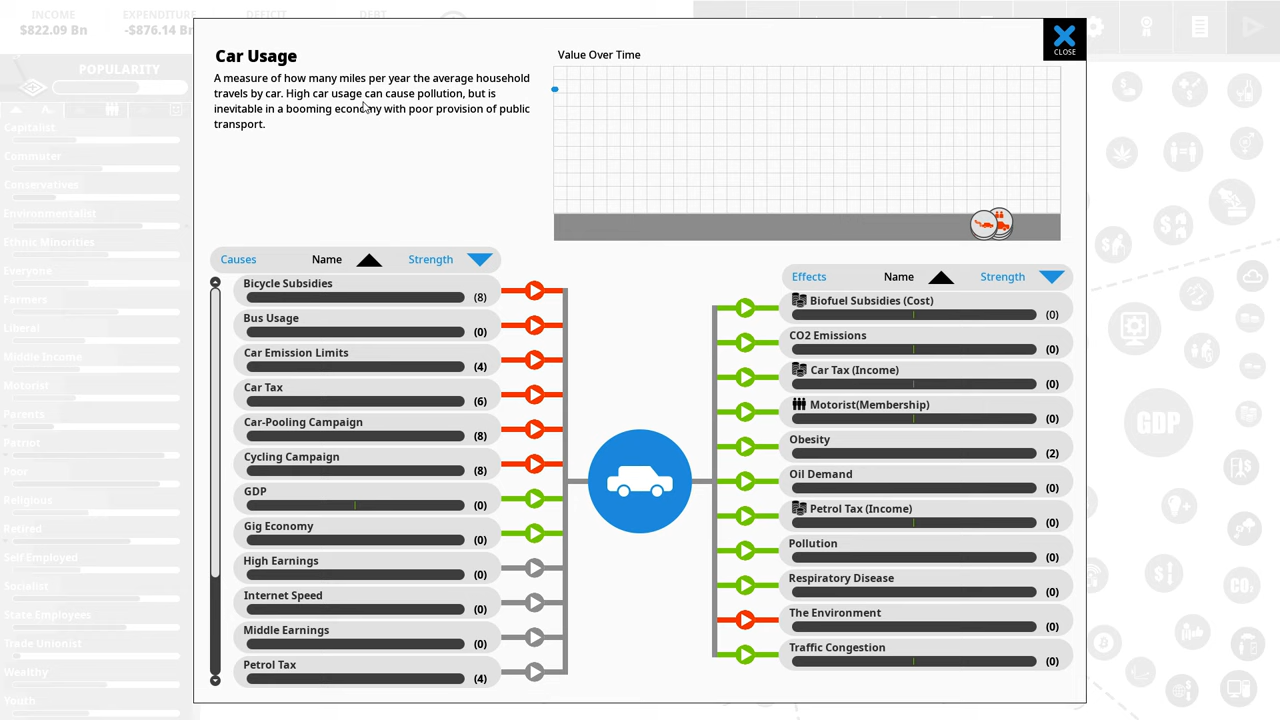 INCOME
EXPENDITURE
DEFICIT
DEBT
$822.09 Bn
-$876.14 Bn
POPULARITY
Capitalist
Commuter
Conservatives
Environmentalist
Ethnic Minorities
Everyone
Farmers
Liberal
Middle Income
Motorist
Parents
Patriot
Poor
Religious
Retired
Self Employed
Socialist
State Employees
Trade Unionist
Wealthy
Youth
Car Usage
A measure of how many miles per year the average household
travels by car. High car usage can cause pollution, but is
inevitable in a booming economy with poor provision of public
transport.
Value Over Time
CLOSE
Causes
Name
Strength
Bicycle Subsidies
(8)
Bus Usage
(0)
Car Emission Limits
(4)
Car Tax
(6)
Car-Pooling Campaign
(8)
Cycling Campaign
(8)
GDP
(0)
Gig Economy
(0)
High Earnings
(0)
Internet Speed
(0)
Middle Earnings
(0)
Petrol Tax
(4)
Effects
Name
Strength
Biofuel Subsidies (Cost)
(0)
CO2 Emissions
(0)
Car Tax (Income)
(0)
Motorist(Membership)
(0)
Obesity
(2)
Oil Demand
(0)
Petrol Tax (Income)
(0)
Pollution
(0)
Respiratory Disease
(0)
The Environment
(0)
Traffic Congestion
(0)
GDP
CO₂